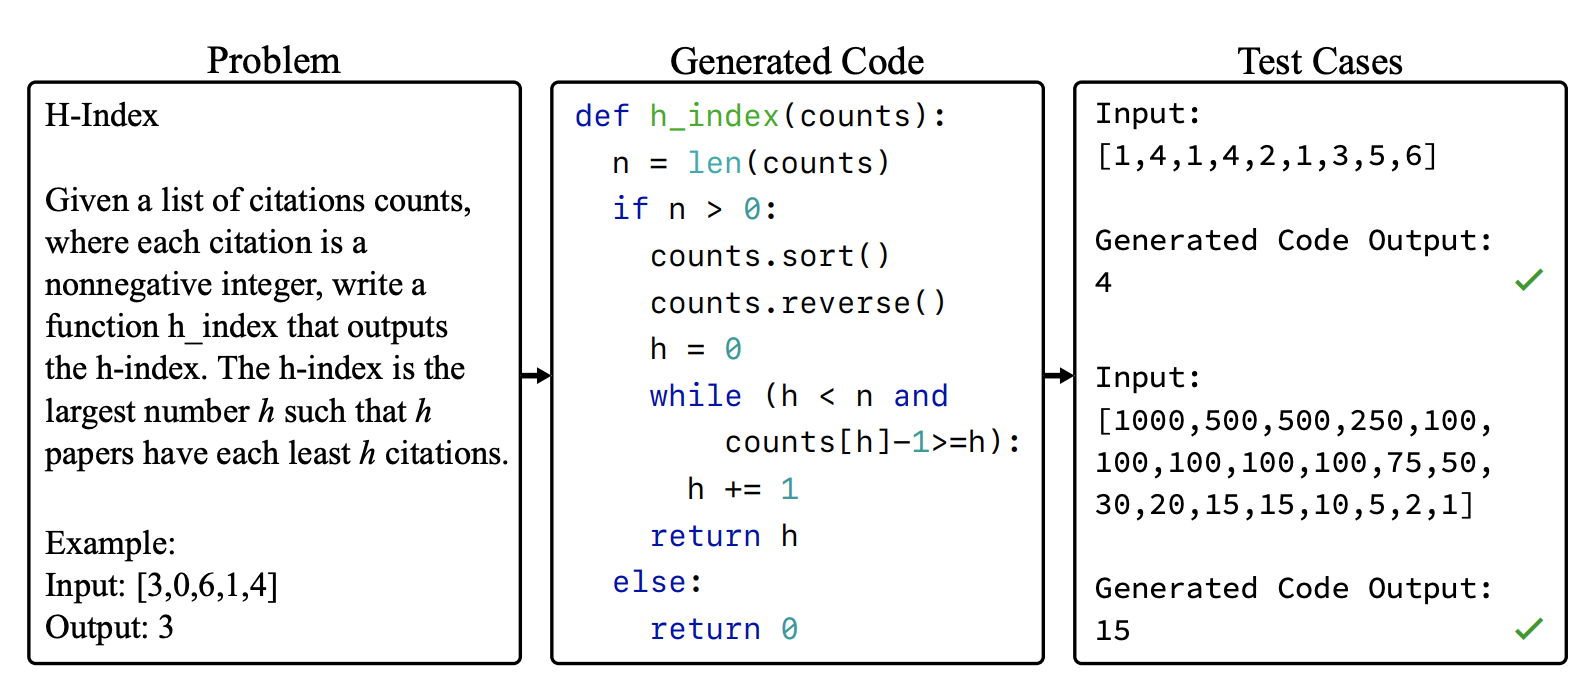 Problem
H-Index
Given a list of citations counts,
where each citation is a
nonnegative integer, write a
function h_index that outputs
the h-index. The h-index is the
largest number h such that h
papers have each least h citations.
Example:
Input: [3,0,6,1,4]
Output: 3
Generated Code
def h_index(counts):
  n = len(counts)
  if n > 0:
    counts.sort()
    counts.reverse()
    h = 0
    while (h < n and
        counts[h]-1>=h):
      h += 1
    return h
  else:
    return 0
Test Cases
Input:
[1,4,1,4,2,1,3,5,6]
Generated Code Output:
4 ✓
Input:
[1000,500,500,250,100,
100,100,100,100,75,50,
30,20,15,15,10,5,2,1]
Generated Code Output:
15 ✓